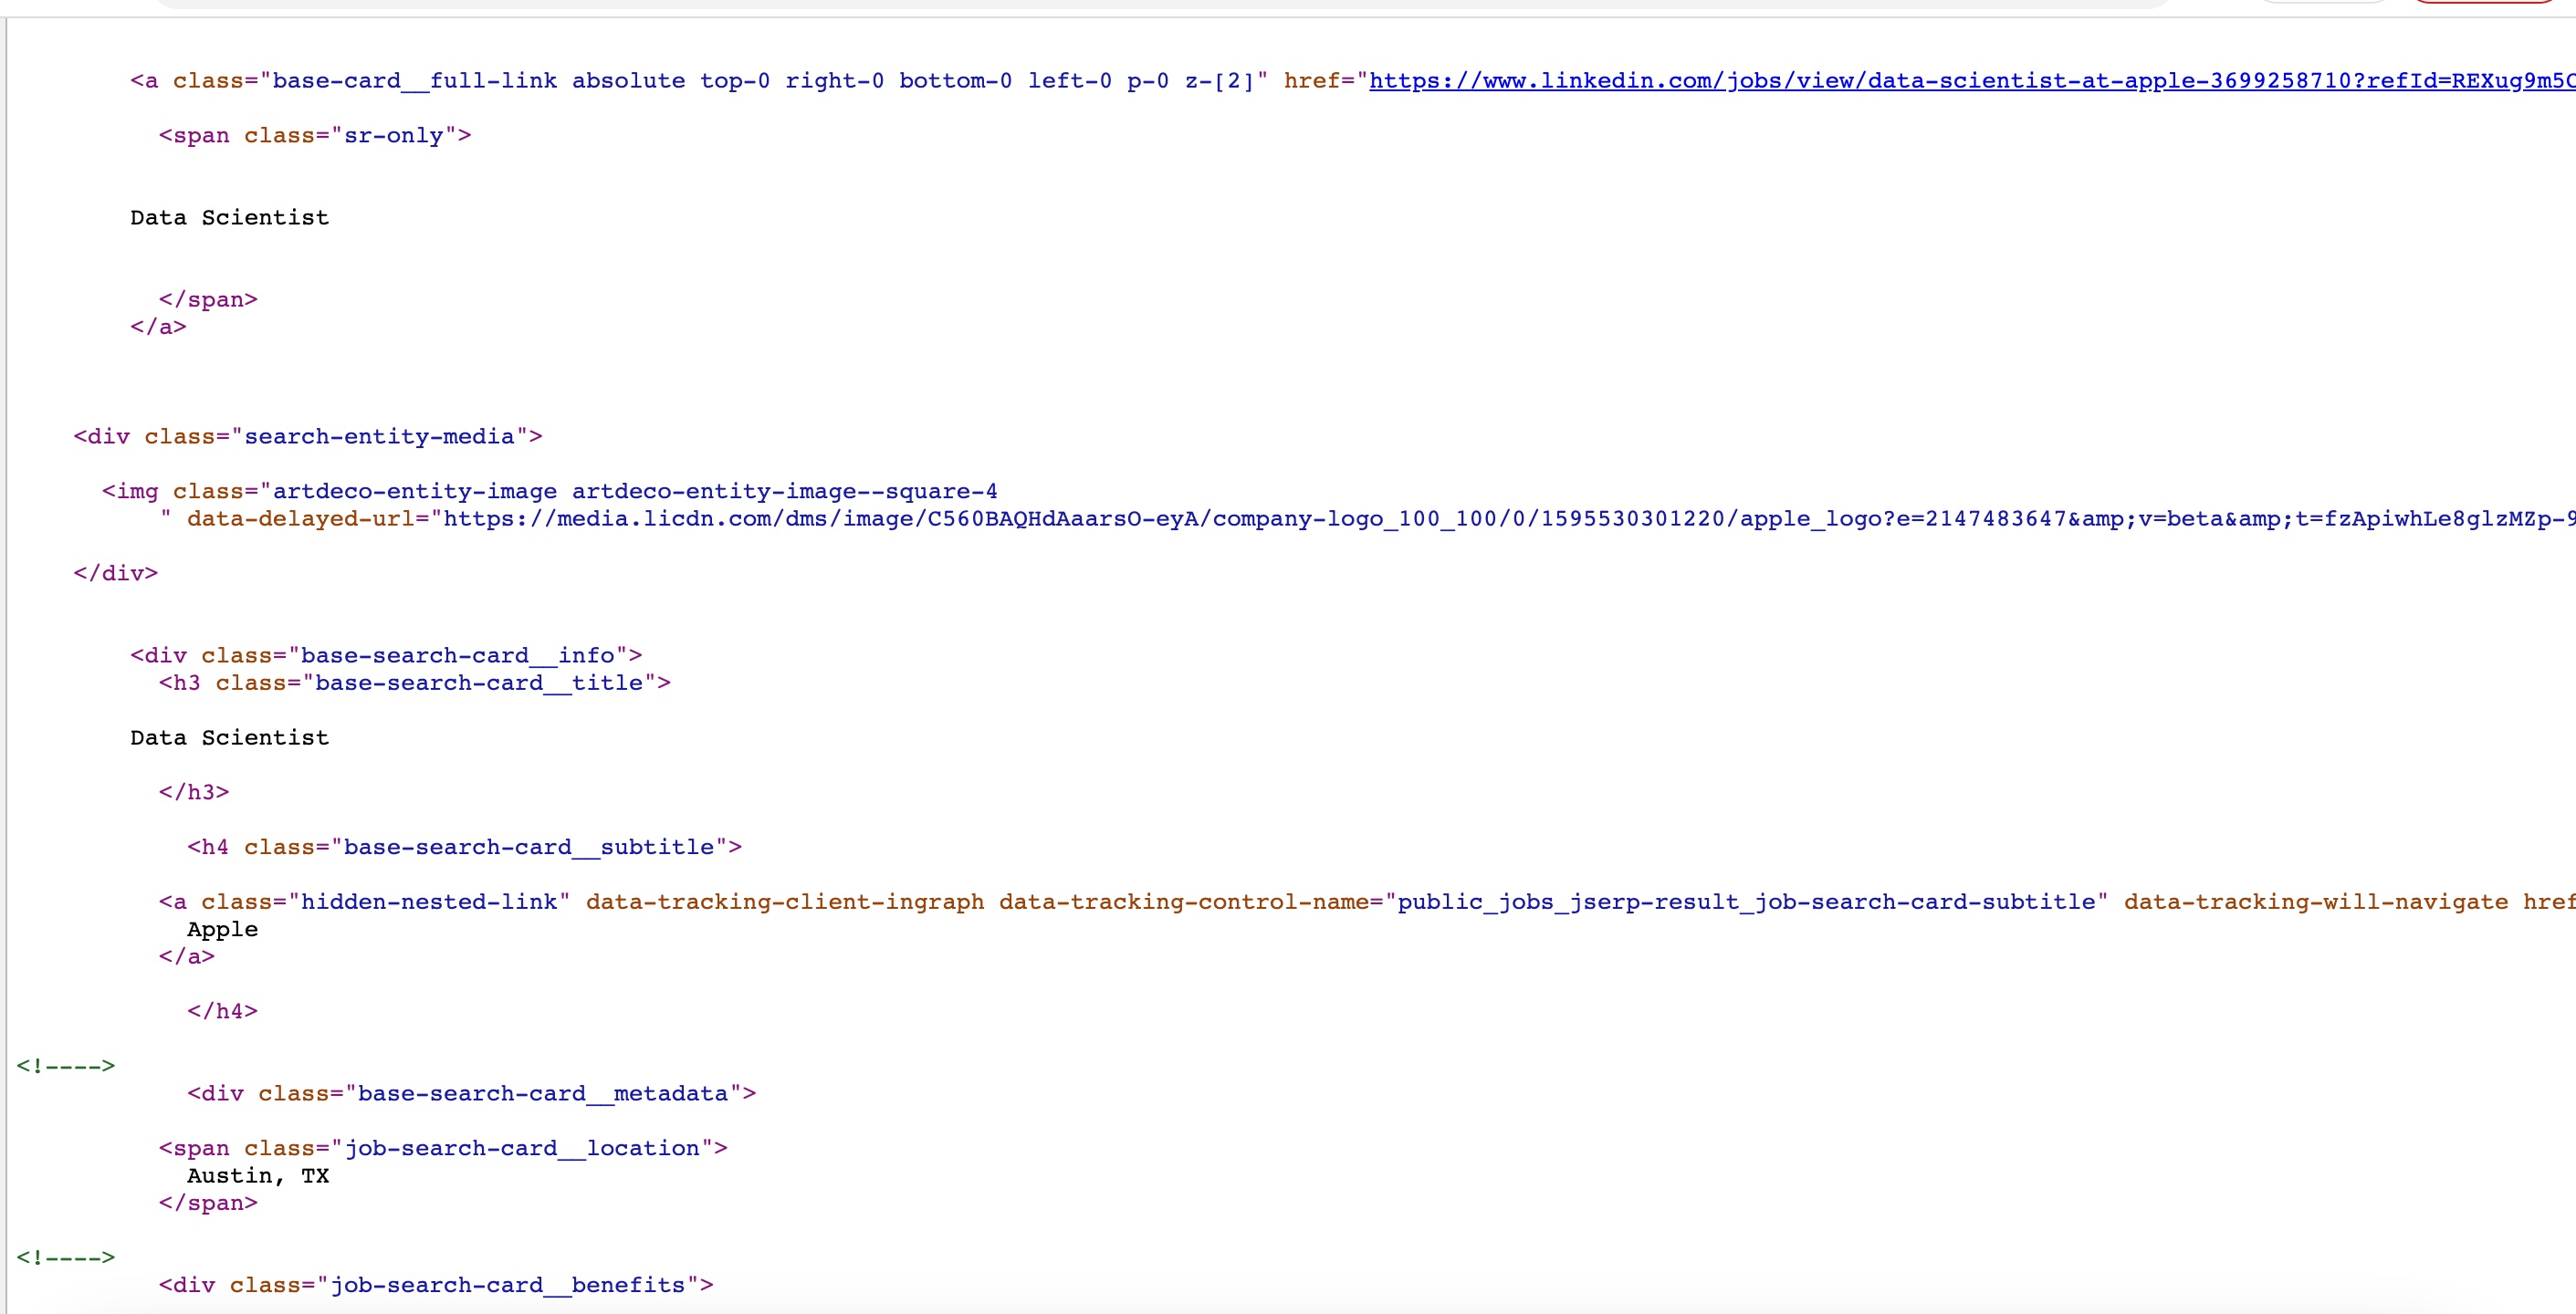 <a class="base-card__full-link absolute top-0 right-0 bottom-0 left-0 p-0 z-[2]" href="https://www.linkedin.com/jobs/view/data-scientist-at-apple-3699258710?refId=REXug9m5
<span class="sr-only">
Data Scientist
</span>
</a>
<div class="search-entity-media">
<img class="artdeco-entity-image artdeco-entity-image--square-4
" data-delayed-url="https://media.licdn.com/dms/image/C560BAQHdAaarsO-eyA/company-logo_100_100/0/1595530301220/apple_logo?e=2147483647&amp;v=beta&amp;t=fzApiwhLe8glzMZp-9
</div>
<div class="base-search-card__info">
<h3 class="base-search-card__title">
Data Scientist
</h3>
<h4 class="base-search-card__subtitle">
<a class="hidden-nested-link" data-tracking-client-ingraph data-tracking-control-name="public_jobs_jserp-result_job-search-card-subtitle" data-tracking-will-navigate href
Apple
</a>
</h4>
<!---->
<div class="base-search-card__metadata">
<span class="job-search-card__location">
Austin, TX
</span>
<!---->
<div class="job-search-card__benefits">